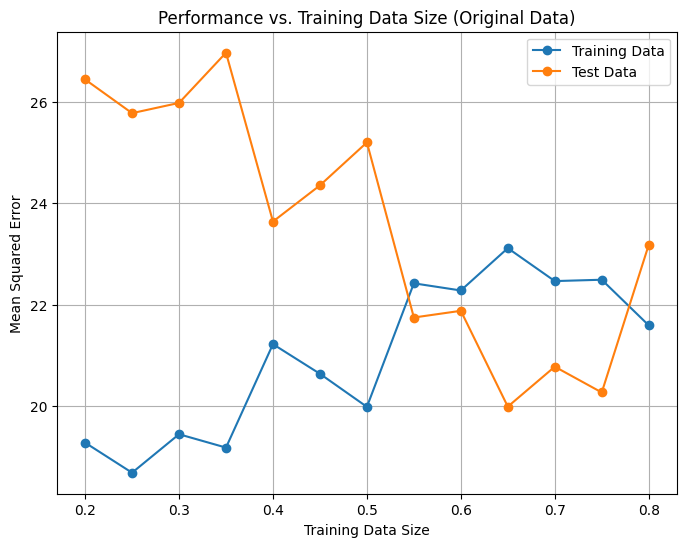 Performance vs. Training Data Size (Original Data)
Training Data
Test Data
Mean Squared Error
26
24
22
20
0.2 0.3 0.4 0.5 0.6 0.7 0.8
Training Data Size